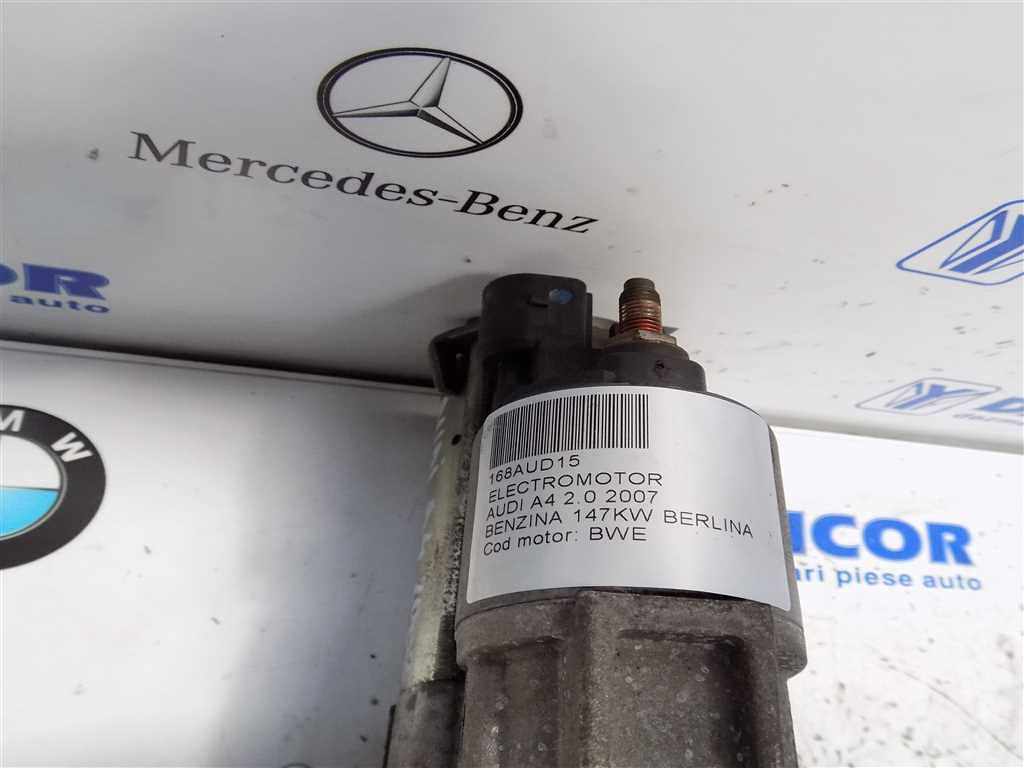 Mercedes-Benz
COR
auto
M
168AUD15
ELECTROMOTOR
AUDI A4 2.0 2007
BENZINA 147KW BERLINA
Cod motor: BWE
ICOR
ari piese auto